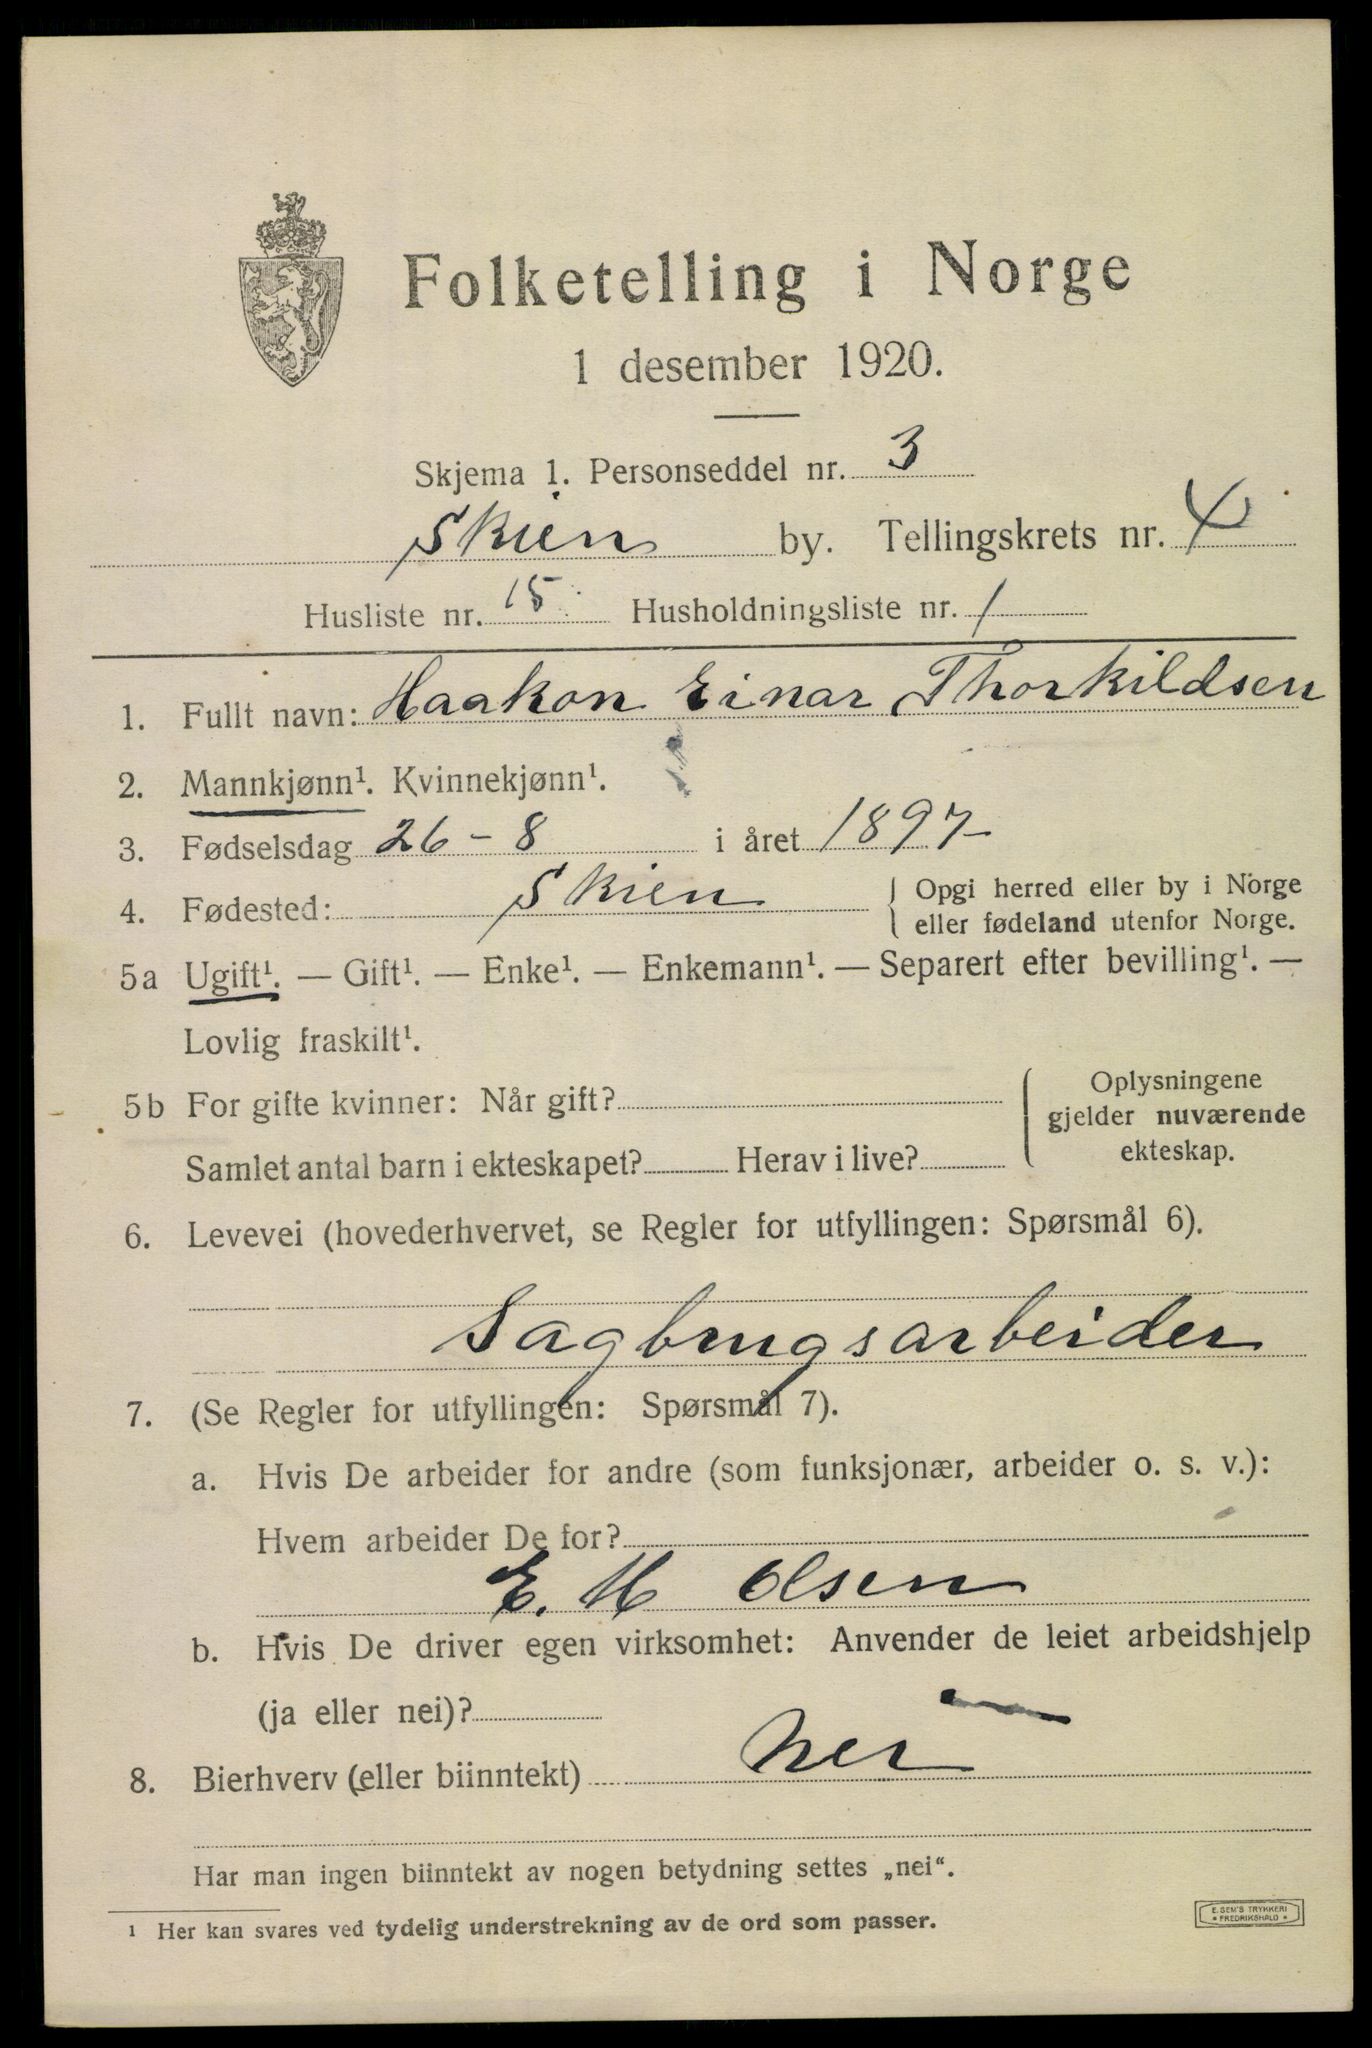 Folketelling i Norge
1 desember 1920.
Skjema 1. Personseddel nr. 3
Skien by. Tellingskrets nr. 4
Husliste nr. 15 Husholdningsliste nr. 1
1. Fullt navn: Haakon Einar Thorkildsen
2. Mannkjønn¹. Kvinnekjønn¹.
3. Fødselsdag 26 - 8 i året 1897
4. Fødested: Skien { Opgi herred eller by i Norge
eller fødeland utenfor Norge.
5a Ugift¹. — Gift¹. — Enke¹. — Enkemann¹. — Separert efter bevilling¹. —
Lovlig fraskilt¹.
5b For gifte kvinner: Når gift?
Samlet antal barn i ekteskapet? Herav i live?
Oplysningene
gjelder nuværende
ekteskap.
6. Levevei (hovederhvervet, se Regler for utfyllingen: Spørsmål 6).
Sagbrugsarbeider
7. (Se Regler for utfyllingen: Spørsmål 7).
a. Hvis De arbeider for andre (som funksjonær, arbeider o. s. v.):
Hvem arbeider De for?
E. H Olsen
b. Hvis De driver egen virksomhet: Anvender de leiet arbeidshjelp
(ja eller nei)? —
8. Bierhverv (eller biinntekt) Nei
Har man ingen biinntekt av nogen betydning settes „nei“.
¹ Her kan svares ved tydelig understrekning av de ord som passer.
E. SEM'S TRYKKERI
* FREDRIKSHALD *